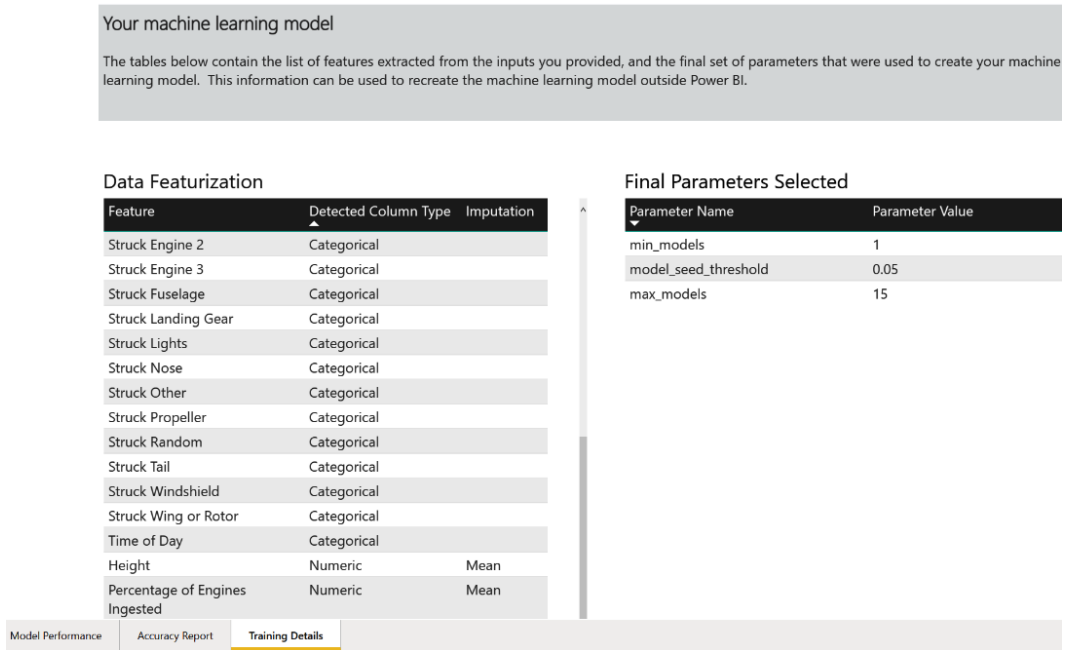 Your machine learning model
The tables below contain the list of features extracted from the inputs you provided, and the final set of parameters that were used to create your machine
learning model. This information can be used to recreate the machine learning model outside Power BI.
Data Featurization
Feature Detected Column Type Imputation
Struck Engine 2 Categorical
Struck Engine 3 Categorical
Struck Fuselage Categorical
Struck Landing Gear Categorical
Struck Lights Categorical
Struck Nose Categorical
Struck Other Categorical
Struck Propeller Categorical
Struck Random Categorical
Struck Tail Categorical
Struck Windshield Categorical
Struck Wing or Rotor Categorical
Time of Day Categorical
Height Numeric Mean
Percentage of Engines Numeric Mean
Ingested
Final Parameters Selected
Parameter Name Parameter Value
min_models 1
model_seed_threshold 0.05
max_models 15
Model Performance Accuracy Report Training Details